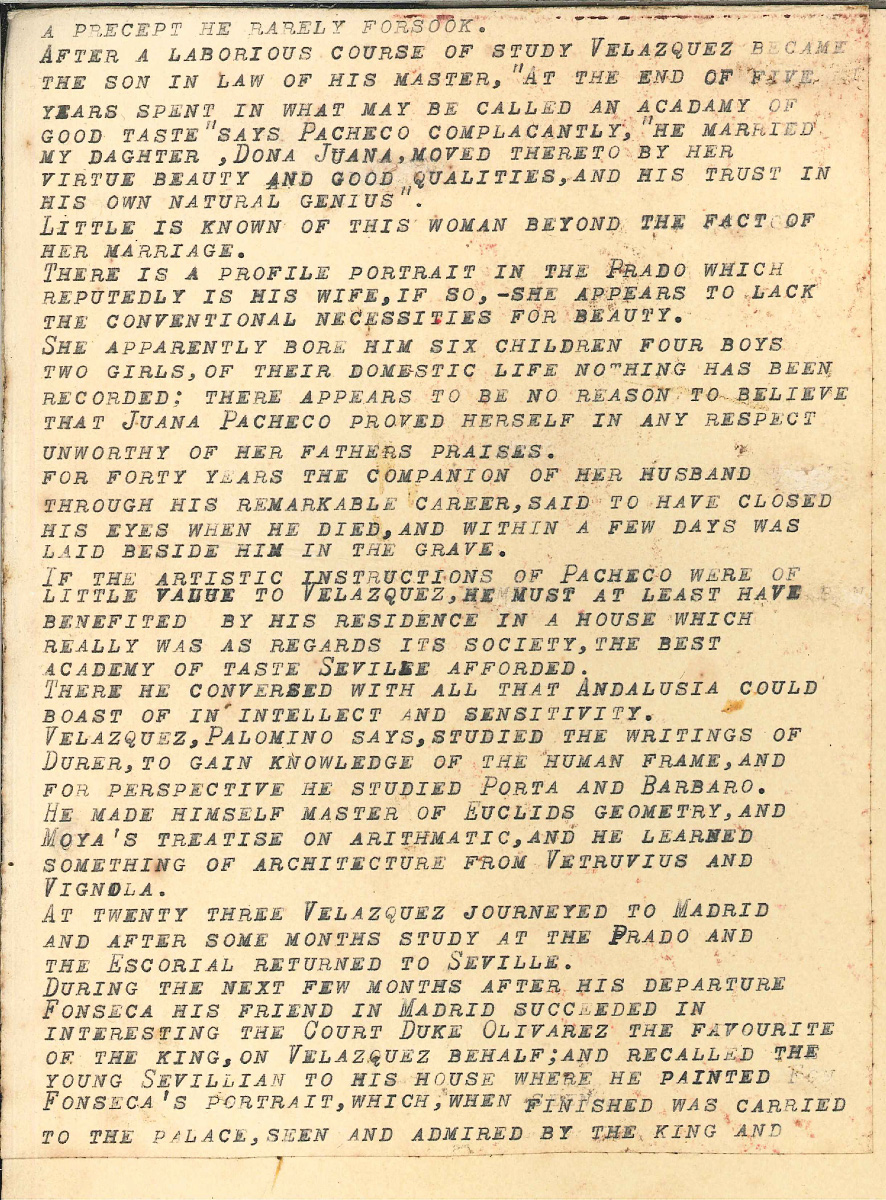 A PRECEPT HE RARELY FORSOOK.
AFTER A LABORIOUS COURSE OF STUDY VELAZQUEZ BECAME
THE SON IN LAW OF HIS MASTER,"AT THE END OF FIVE
YEARS SPENT IN WHAT MAY BE CALLED AN ACADAMY OF
GOOD TASTE"SAYS PACHECO COMPLACANTLY,"HE MARRIED
MY DAGHTER ,DONA JUANA,MOVED THERETO BY HER
VIRTUE BEAUTY AND GOOD QUALITIES,AND HIS TRUST IN
HIS OWN NATURAL GENIUS".
LITTLE IS KNOWN OF THIS WOMAN BEYOND THE FACT OF
HER MARRIAGE.
THERE IS A PROFILE PORTRAIT IN THE PRADO WHICH
REPUTEDLY IS HIS WIFE,IF SO,-SHE APPEARS TO LACK
THE CONVENTIONAL NECESSITIES FOR BEAUTY.
SHE APPARENTLY BORE HIM SIX CHILDREN FOUR BOYS
TWO GIRLS,OF THEIR DOMESTIC LIFE NOTHING HAS BEEN
RECORDED; THERE APPEARS TO BE NO REASON TO BELIEVE
THAT JUANA PACHECO PROVED HERSELF IN ANY RESPECT
UNWORTHY OF HER FATHERS PRAISES.
FOR FORTY YEARS THE COMPANION OF HER HUSBAND
THROUGH HIS REMARKABLE CAREER,SAID TO HAVE CLOSED
HIS EYES WHEN HE DIED,AND WITHIN A FEW DAYS WAS
LAID BESIDE HIM IN THE GRAVE.
IF THE ARTISTIC INSTRUCTIONS OF PACHECO WERE OF
LITTLE VALUE TO VELAZQUEZ,HE MUST AT LEAST HAVE
BENEFITED BY HIS RESIDENCE IN A HOUSE WHICH
REALLY WAS AS REGARDS ITS SOCIETY,THE BEST
ACADEMY OF TASTE SEVILLE AFFORDED.
THERE HE CONVERSED WITH ALL THAT ANDALUSIA COULD
BOAST OF IN INTELLECT AND SENSITIVITY.
VELAZQUEZ,PALOMINO SAYS,STUDIED THE WRITINGS OF
DURER,TO GAIN KNOWLEDGE OF THE HUMAN FRAME,AND
FOR PERSPECTIVE HE STUDIED PORTA AND BARBARO.
HE MADE HIMSELF MASTER OF EUCLIDS GEOMETRY,AND
MOYA'S TREATISE ON ARITHMATIC,AND HE LEARNED
SOMETHING OF ARCHITECTURE FROM VETRUVIUS AND
VIGNOLA.
AT TWENTY THREE VELAZQUEZ JOURNEYED TO MADRID
AND AFTER SOME MONTHS STUDY AT THE PRADO AND
THE ESCORIAL RETURNED TO SEVILLE.
DURING THE NEXT FEW MONTHS AFTER HIS DEPARTURE
FONSECA HIS FRIEND IN MADRID SUCCEEDED IN
INTERESTING THE COURT DUKE OLIVAREZ THE FAVOURITE
OF THE KING,ON VELAZQUEZ BEHALF;AND RECALLED THE
YOUNG SEVILLIAN TO HIS HOUSE WHERE HE PAINTED
FONSECA'S PORTRAIT,WHICH,WHEN FINISHED WAS CARRIED
TO THE PALACE,SEEN AND ADMIRED BY THE KING AND